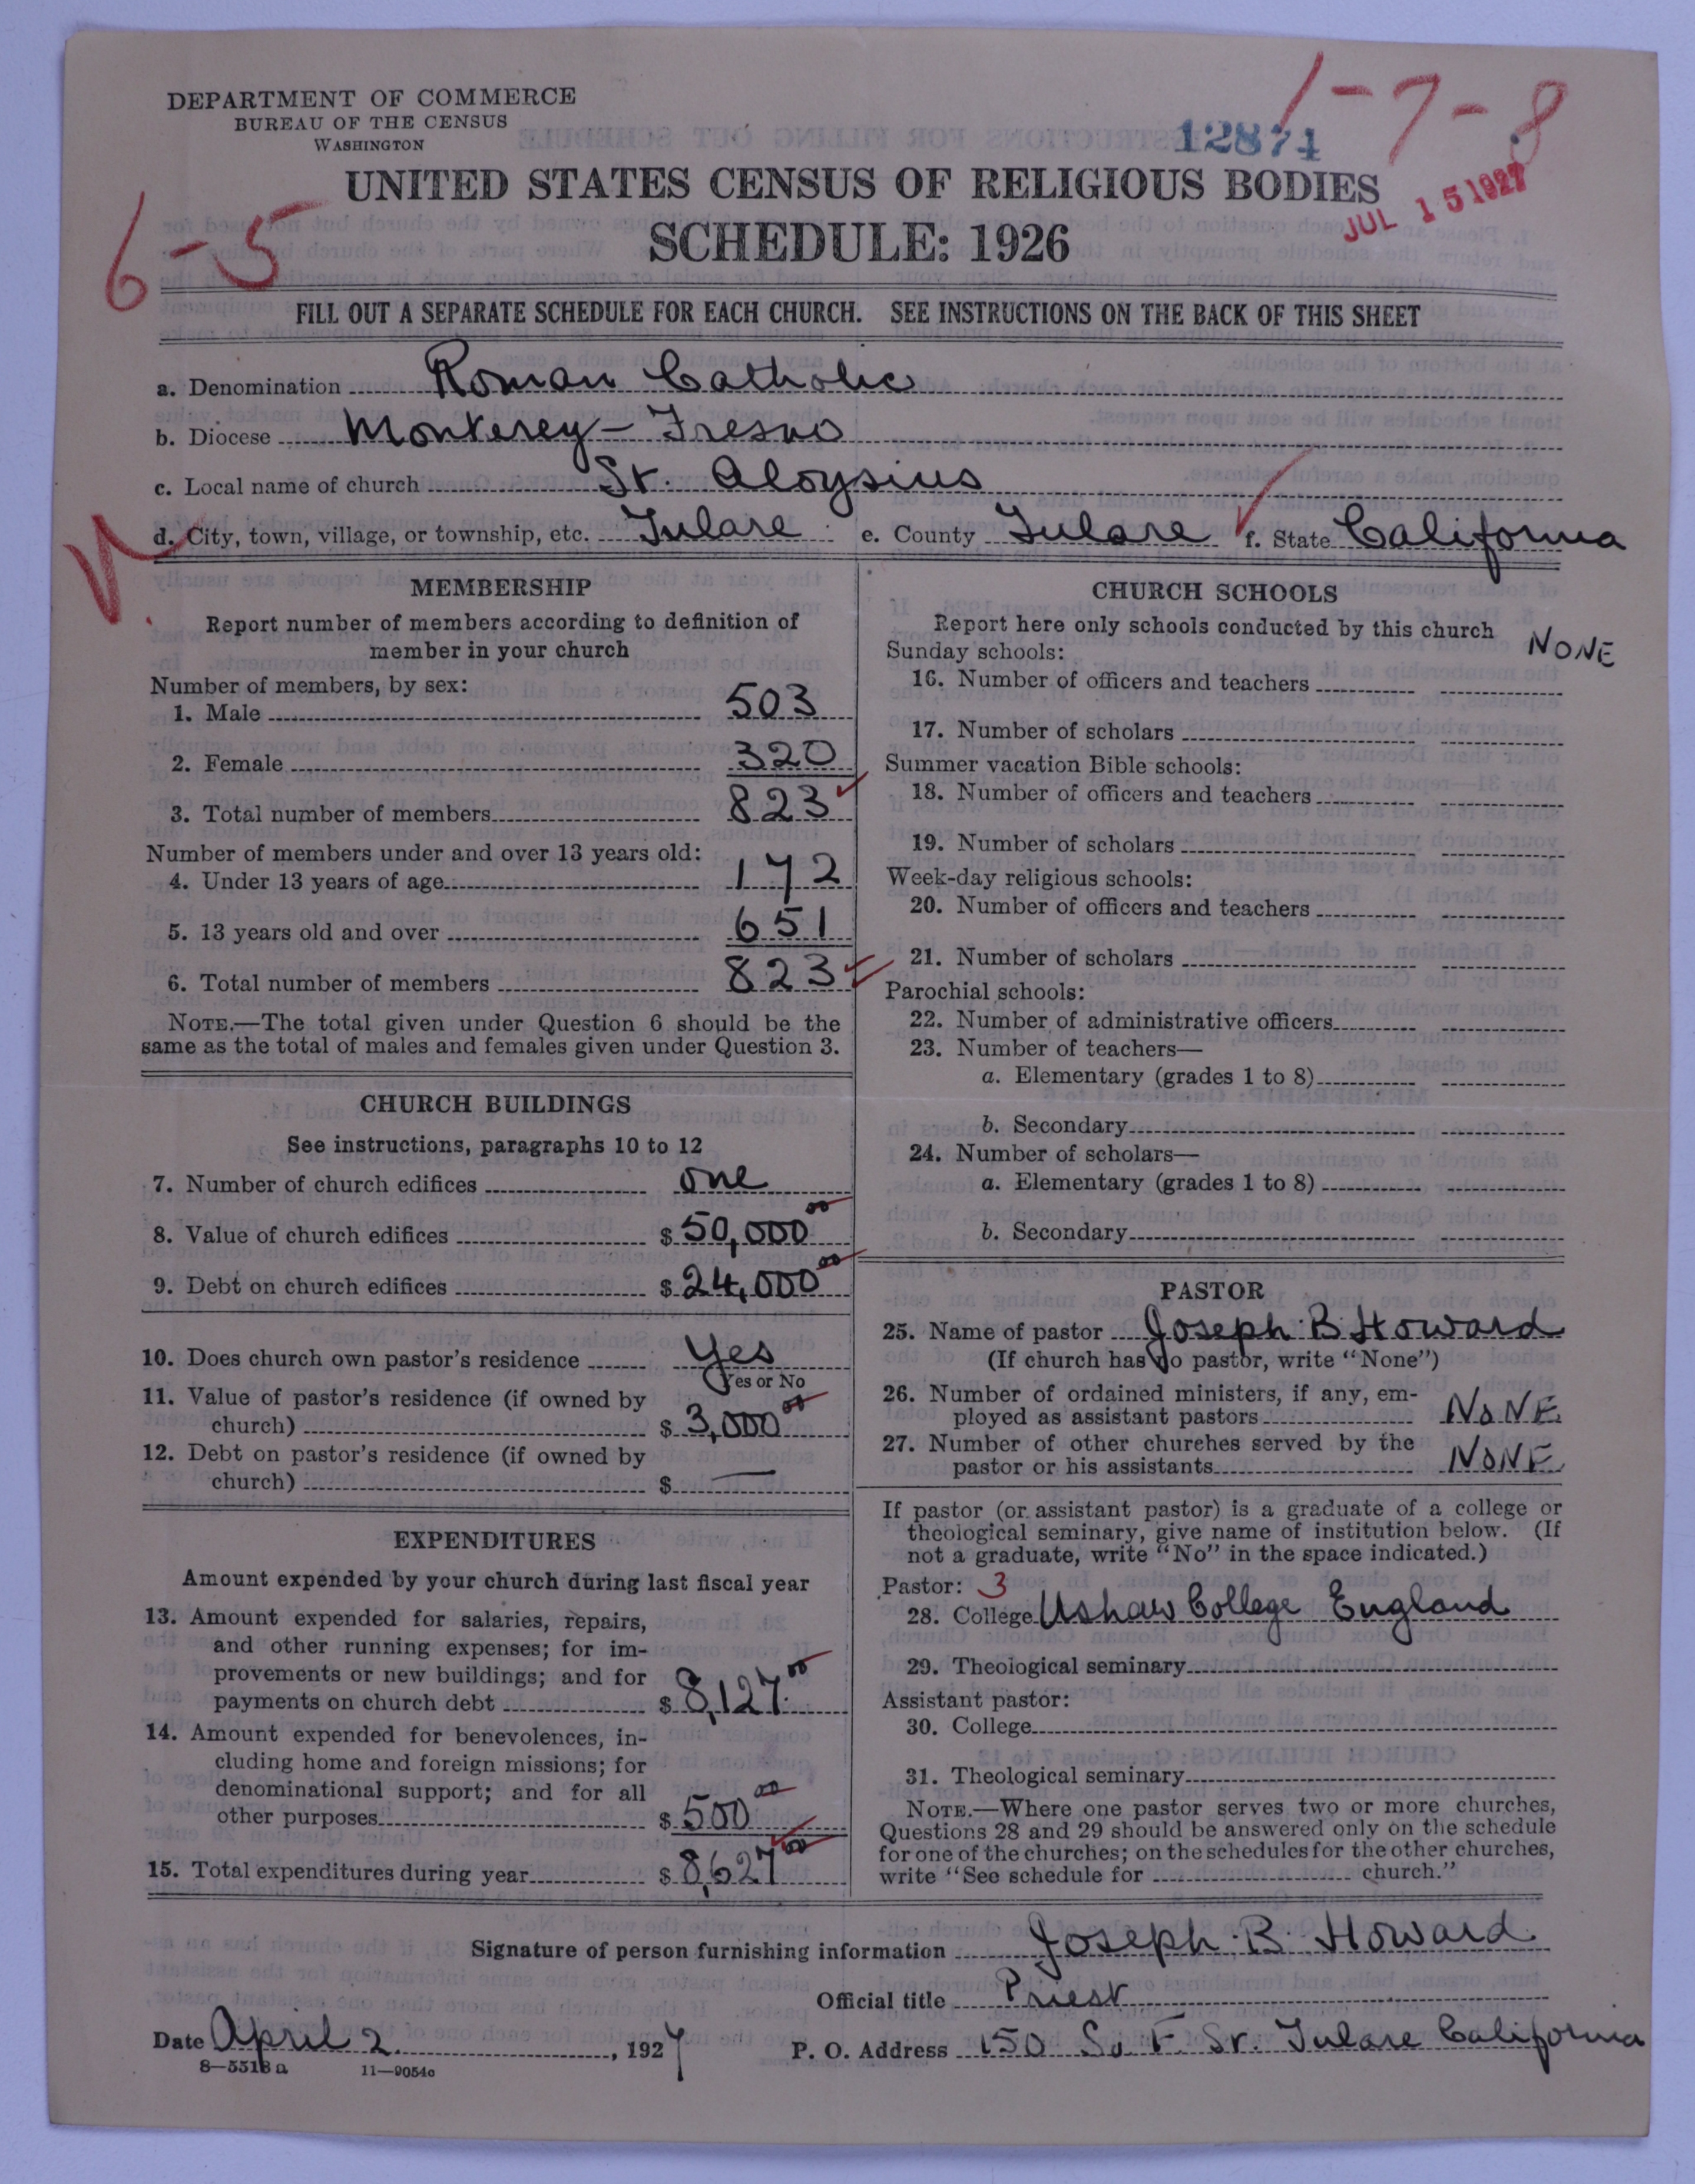 1-7-8
DEPARTMENT OF COMMERCE
BUREAU OF THE CENSUS
WASHINGTON
12874
UNITED STATES CENSUS OF RELIGIOUS BODIES
JUL 15 1927
6-5
SCHEDULE: 1926
FILL OUT A SEPARATE SCHEDULE FOR EACH CHURCH. SEE INSTRUCTIONS ON THE BACK OF THIS SHEET
a. Denomination Roman Catholic
b. Diocese Monterey-Fresno
c. Local name of church St. Aloysius
d. City, town, village, or township, etc. Tulare e. County Tulare f. State California
MEMBERSHIP
Report number of members according to definition of
member in your church
Number of members, by sex:
1. Male 503
2. Female 320
3. Total number of members 823
Number of members under and over 13 years old:
4. Under 13 years of age 172
5. 13 years old and over 651
6. Total number of members 823
NOTE.—The total given under Question 6 should be the
same as the total of males and females given under Question 3.
CHURCH BUILDINGS
See instructions, paragraphs 10 to 12
7. Number of church edifices one
8. Value of church edifices $ 50,000 00
9. Debt on church edifices $ 24,000 00
10. Does church own pastor's residence Yes
Yes or No
11. Value of pastor's residence (if owned by
church) $ 3,000 00
12. Debt on pastor's residence (if owned by
church) $ —
EXPENDITURES
Amount expended by your church during last fiscal year
13. Amount expended for salaries, repairs,
and other running expenses; for im-
provements or new buildings; and for
payments on church debt $ 8,127. 00
14. Amount expended for benevolences, in-
cluding home and foreign missions; for
denominational support; and for all
other purposes $ 500 00
15. Total expenditures during year $ 8,627 00
CHURCH SCHOOLS
Report here only schools conducted by this church NONE
Sunday schools:
16. Number of officers and teachers
17. Number of scholars
Summer vacation Bible schools:
18. Number of officers and teachers
19. Number of scholars
Week-day religious schools:
20. Number of officers and teachers
21. Number of scholars
Parochial schools:
22. Number of administrative officers
23. Number of teachers—
a. Elementary (grades 1 to 8)
b. Secondary
24. Number of scholars—
a. Elementary (grades 1 to 8)
b. Secondary
PASTOR
25. Name of pastor Joseph B Howard
(If church has no pastor, write "None")
26. Number of ordained ministers, if any, em-
ployed as assistant pastors NONE
27. Number of other churches served by the
pastor or his assistants NONE
If pastor (or assistant pastor) is a graduate of a college or
theological seminary, give name of institution below. (If
not a graduate, write "No" in the space indicated.)
Pastor: 3
28. College Ushaw College England
29. Theological seminary
Assistant pastor:
30. College
31. Theological seminary
NOTE.—Where one pastor serves two or more churches,
Questions 28 and 29 should be answered only on the schedule
for one of the churches; on the schedules for the other churches,
write "See schedule for church."
Signature of person furnishing information Joseph B. Howard
Official title Priest
Date April 2, 1927 P. O. Address 150 So F. St. Tulare California
8—5518a 11—9054c